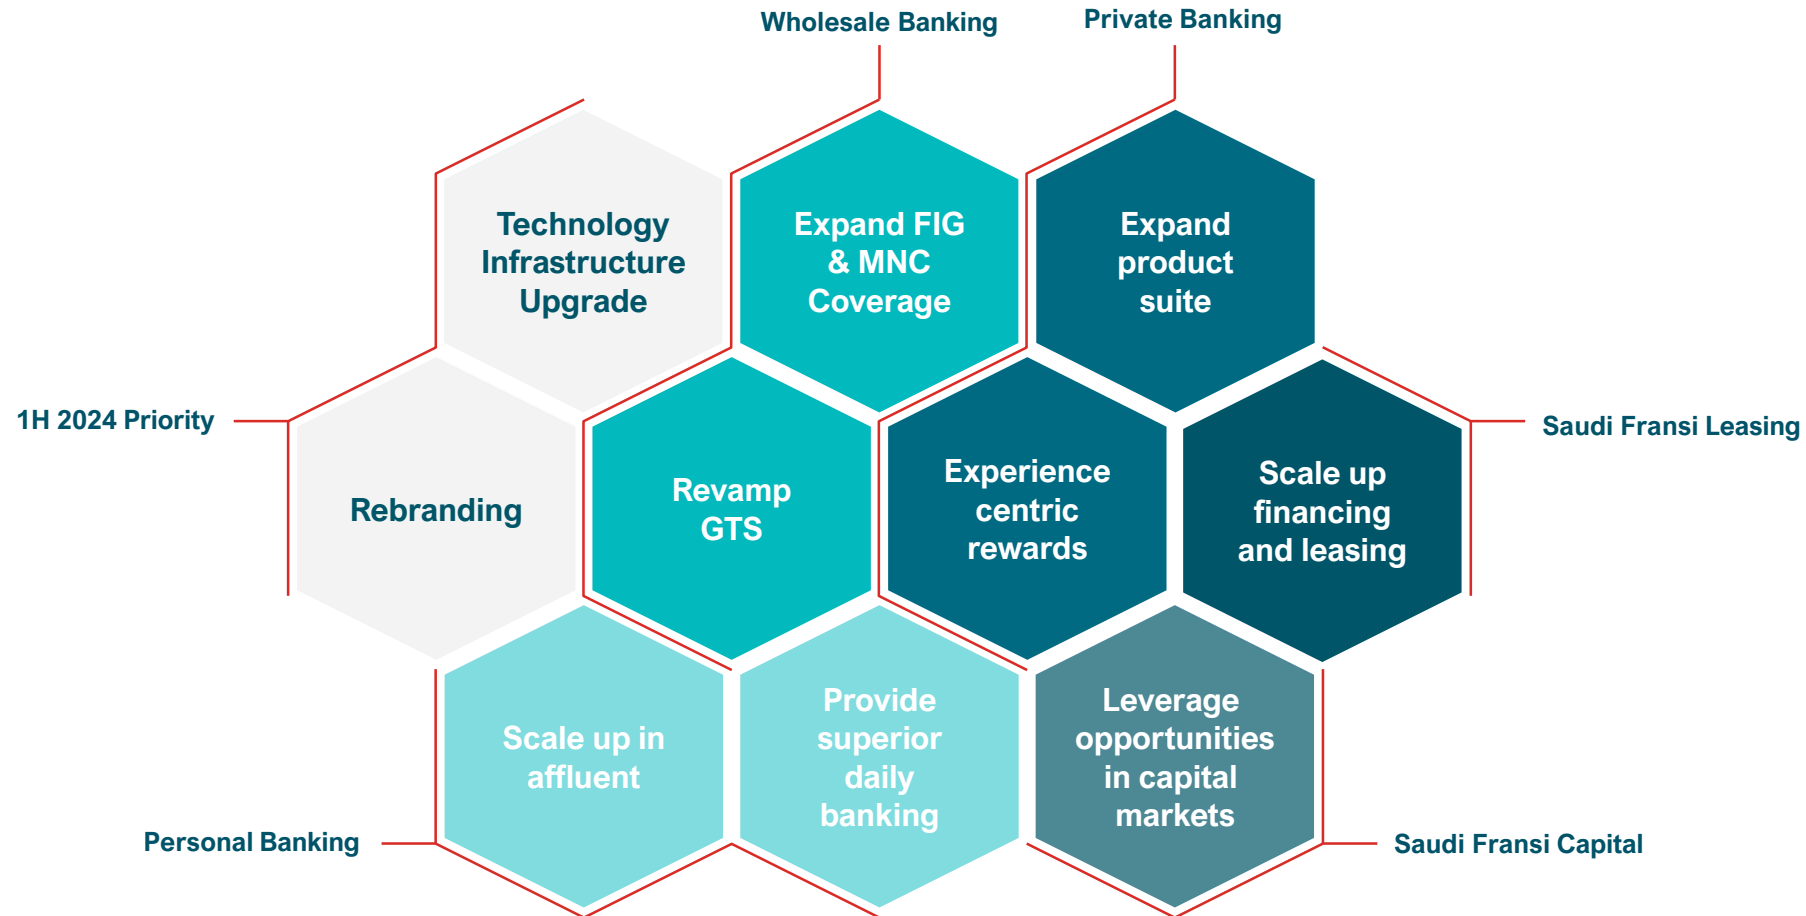 Wholesale Banking
Private Banking
Technology
Infrastructure
Upgrade
Expand FIG
& MNC
Coverage
Expand
product
suite
1H 2024 Priority
Saudi Fransi Leasing
Rebranding
Revamp
GTS
Experience
centric
rewards
Scale up
financing
and leasing
Scale up in
affluent
Provide
superior
daily
banking
Leverage
opportunities
in capital
markets
Personal Banking
Saudi Fransi Capital